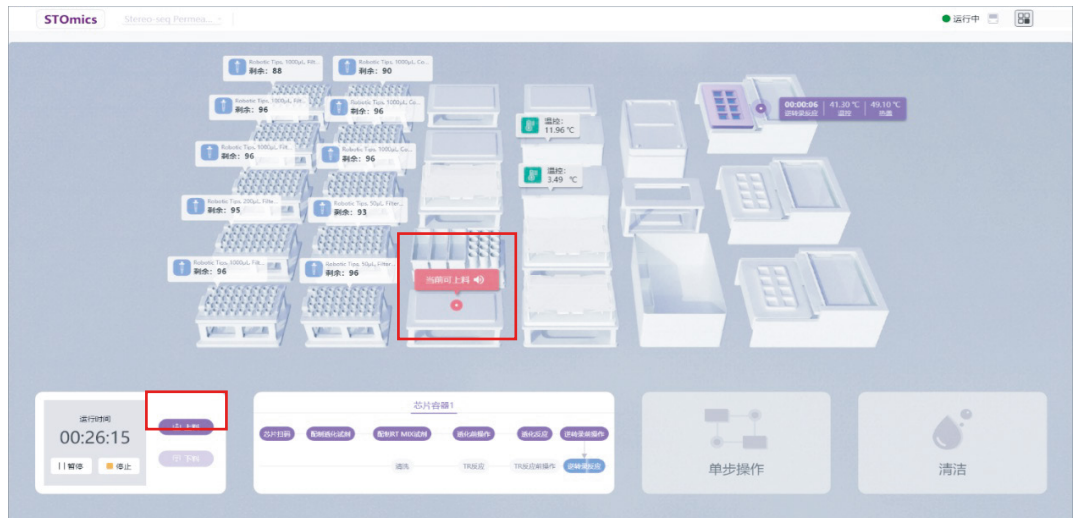 STOmics Stereo-seq Permea... 运行中
Robotic Tips, 1000μL, Filt...
剩余: 88
Robotic Tips, 1000μL, Co...
剩余: 90
Robotic Tips, 1000μL, Filt...
剩余: 96
Robotic Tips, 1000μL, Co...
剩余: 96
Robotic Tips, 1000μL, Filt...
剩余: 96
Robotic Tips, 1000μL, Co...
剩余: 96
Robotic Tips, 200μL, Filte...
剩余: 95
Robotic Tips, 50μL, Filter...
剩余: 93
Robotic Tips, 1000μL, Filt...
剩余: 96
Robotic Tips, 50μL, Filter...
剩余: 96
温控:
11.96 ℃
温控:
3.49 ℃
00:00:06 41.30 ℃ 49.10 ℃
逆转录反应 温控 热盖
当前可上料
运行时间
00:26:15
暂停 停止
上料
下料
芯片容器1
芯片扫码 配制透化试剂 配制RT MIX试剂 透化前操作 透化反应 逆转录前操作
清洗 TR反应 TR反应前操作 逆转录反应
单步操作
清洁